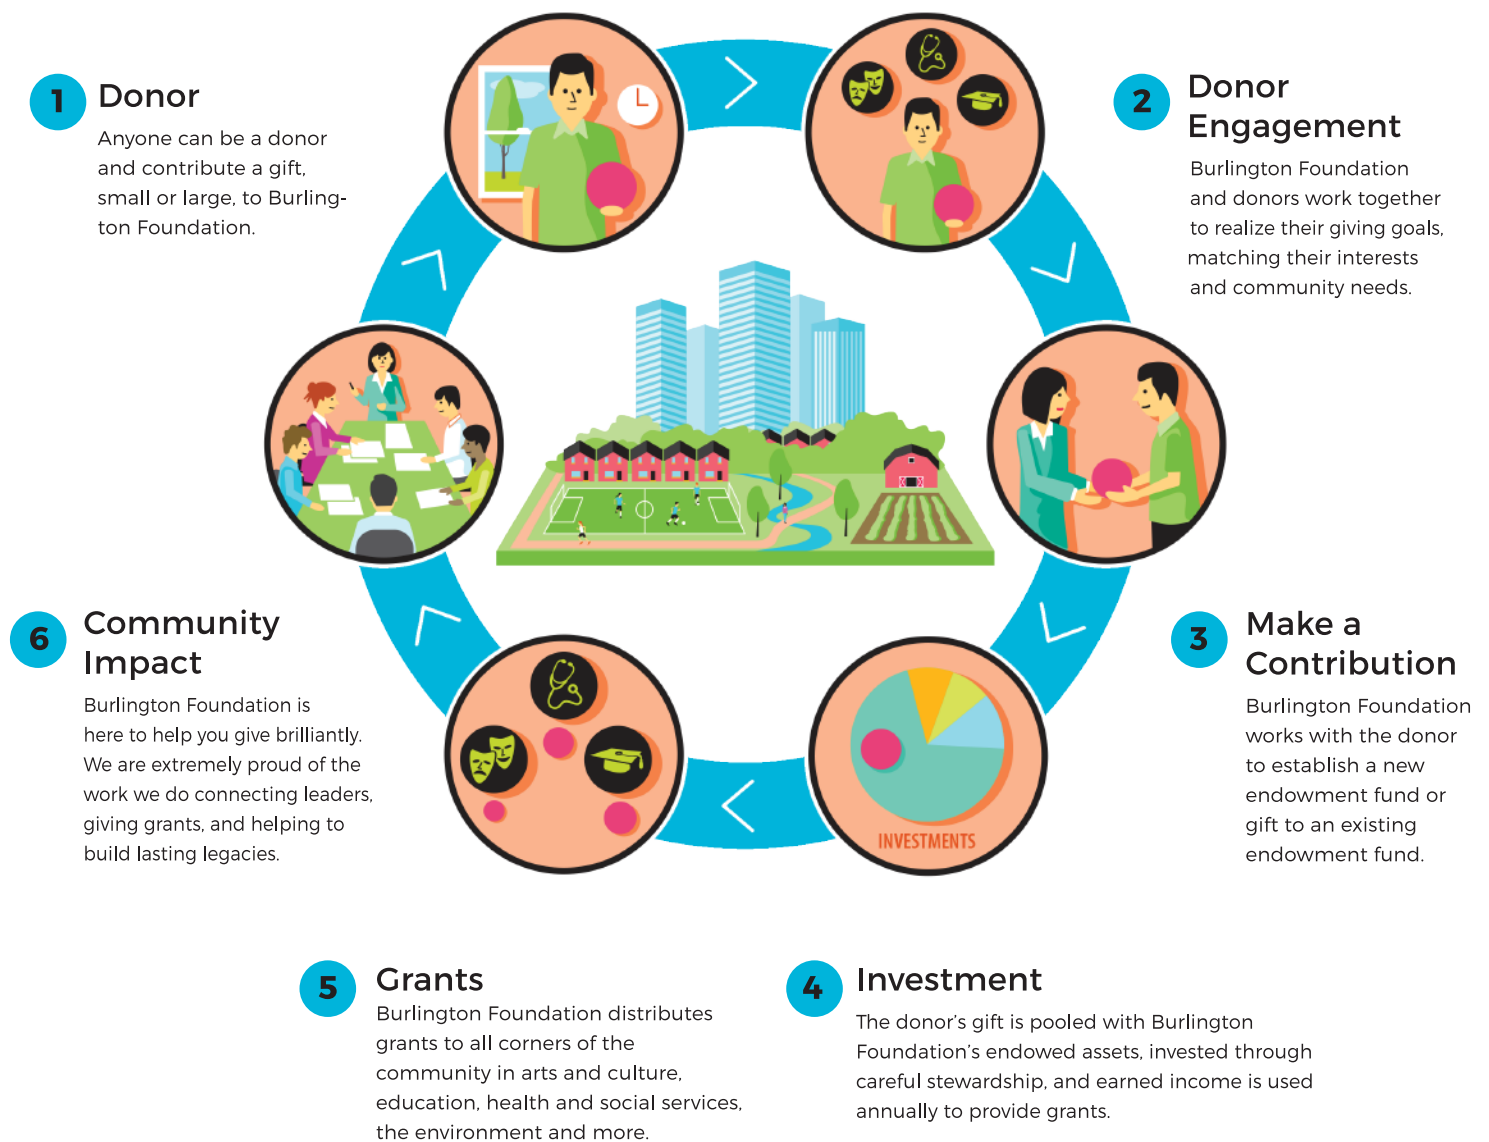 1
Donor
Anyone can be a donor
and contribute a gift,
small or large, to Burling-
ton Foundation.
2
Donor
Engagement
Burlington Foundation
and donors work together
to realize their giving goals,
matching their interests
and community needs.
3
Make a
Contribution
Burlington Foundation
works with the donor
to establish a new
endowment fund or
gift to an existing
endowment fund.
INVESTMENTS
4
Investment
The donor's gift is pooled with Burlington
Foundation's endowed assets, invested through
careful stewardship, and earned income is used
annually to provide grants.
5
Grants
Burlington Foundation distributes
grants to all corners of the
community in arts and culture,
education, health and social services,
the environment and more.
6
Community
Impact
Burlington Foundation is
here to help you give brilliantly.
We are extremely proud of the
work we do connecting leaders,
giving grants, and helping to
build lasting legacies.